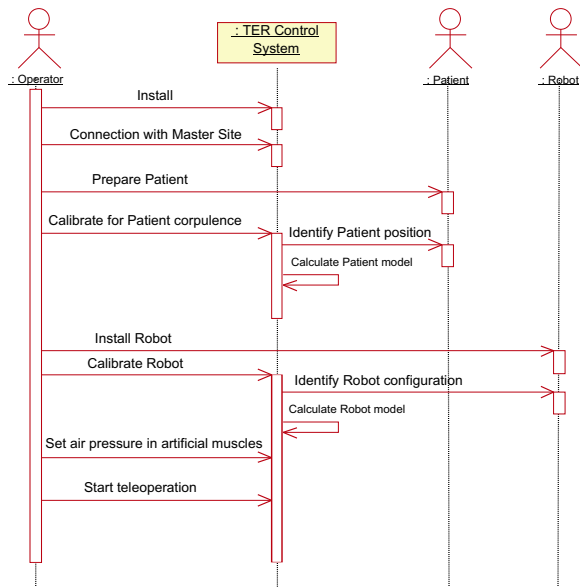 : TER Control
System
: Operator
: Patient
: Robot
Install
Connection with Master Site
Prepare Patient
Calibrate for Patient corpulence
Identify Patient position
Calculate Patient model
Install Robot
Calibrate Robot
Identify Robot configuration
Calculate Robot model
Set air pressure in artificial muscles
Start teleoperation